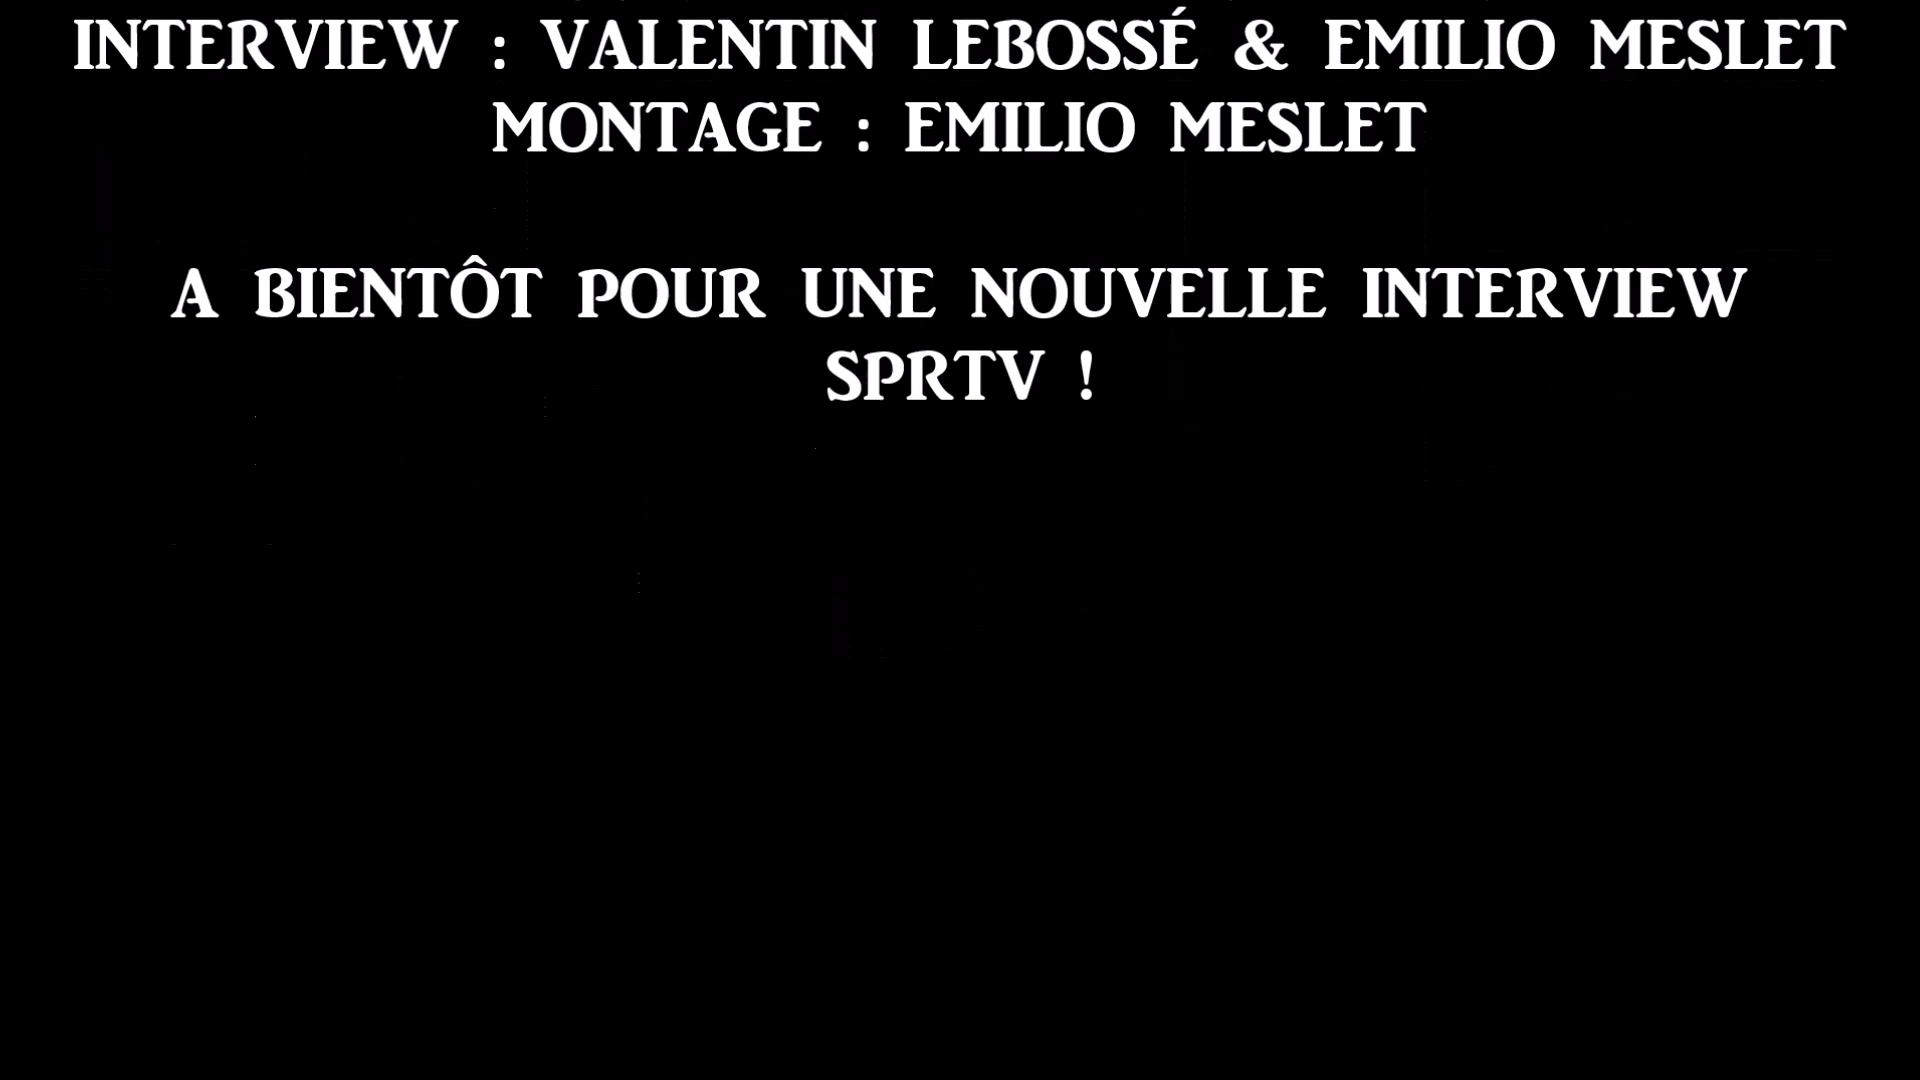 INTERVIEW : VALENTIN LEBOSSÉ & EMILIO MESLET
MONTAGE : EMILIO MESLET
A BIENTÔT POUR UNE NOUVELLE INTERVIEW
SPRTV !